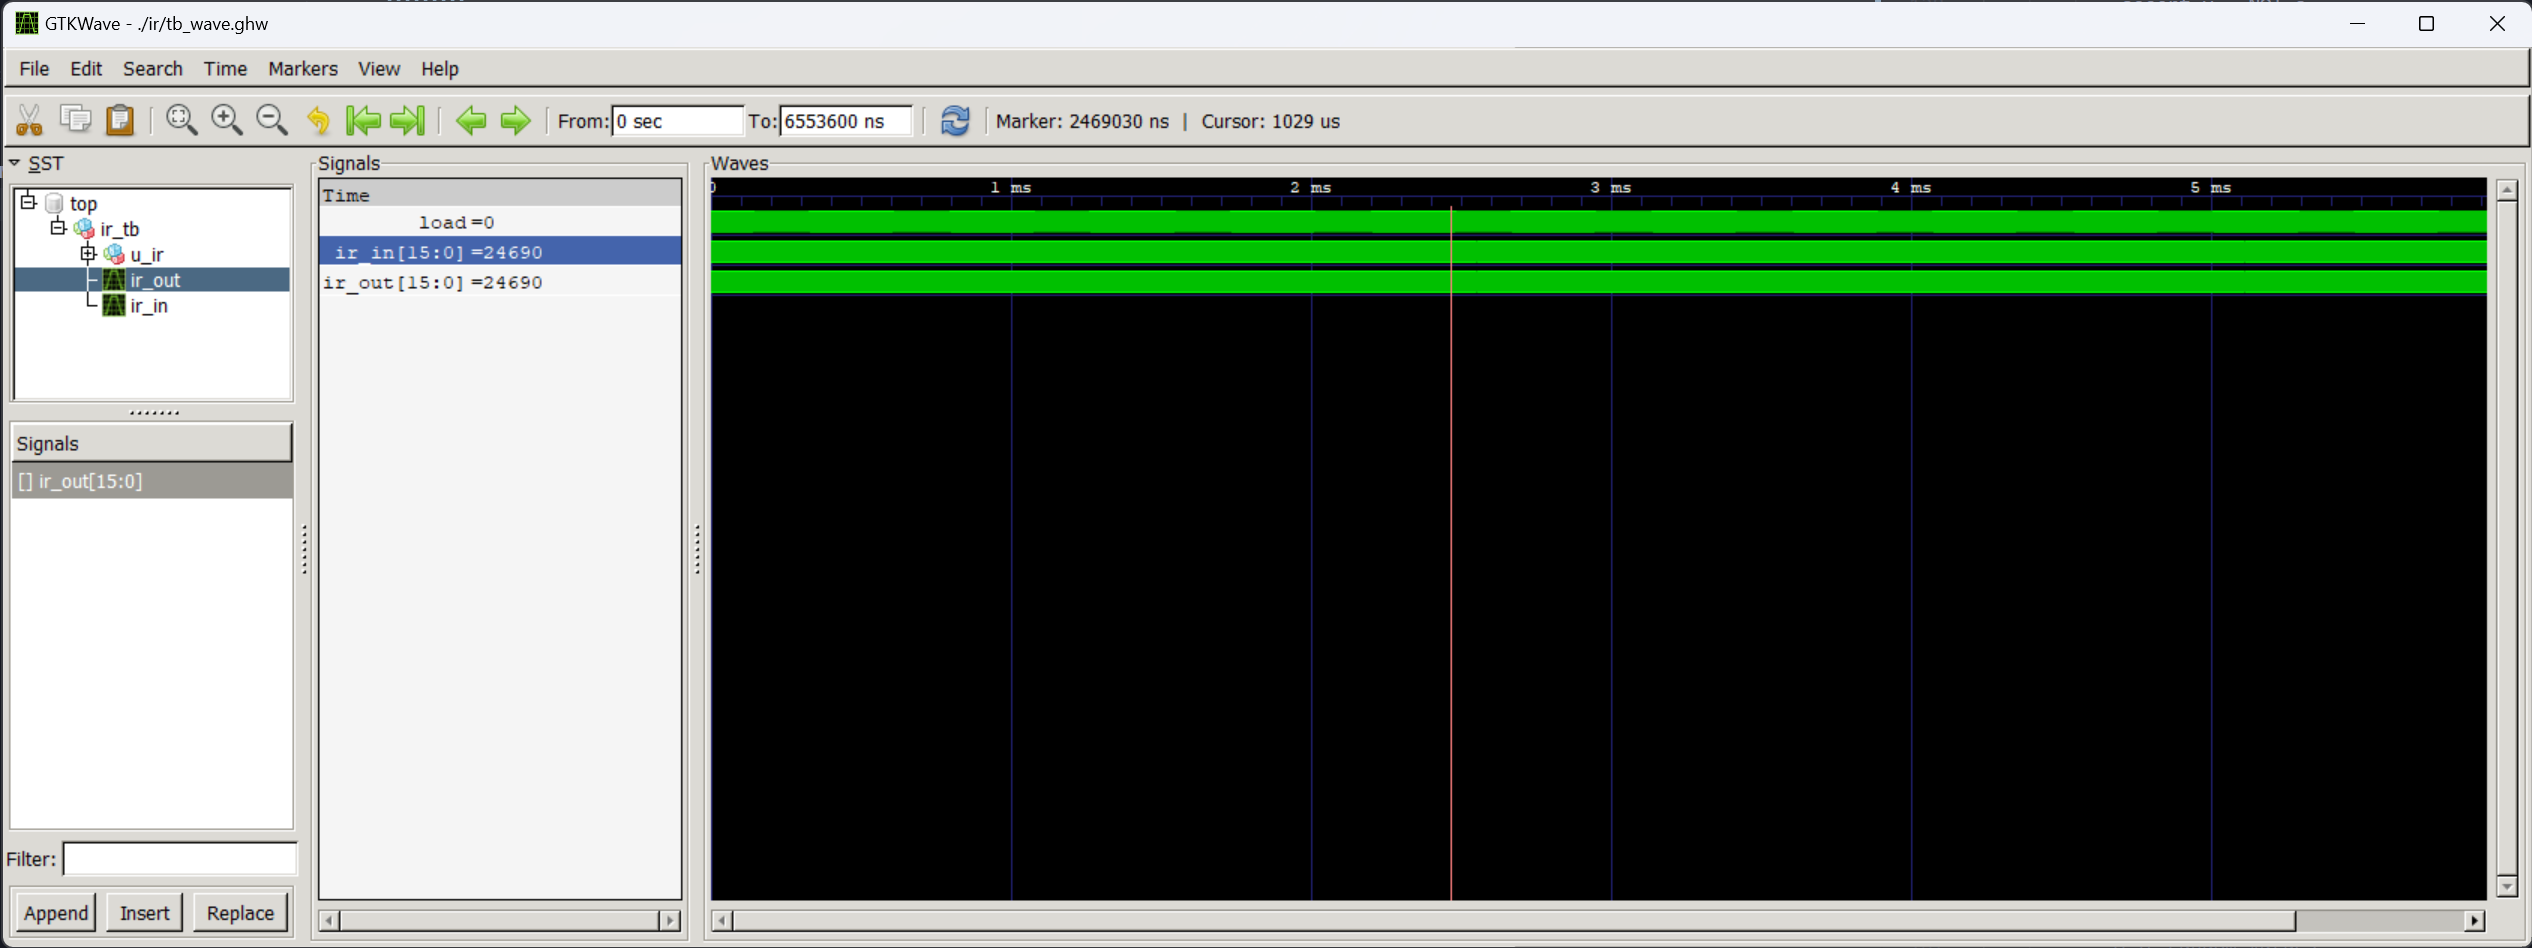 GTKWave - ./ir/tb_wave.ghw
File Edit Search Time Markers View Help
From: 0 sec To: 6553600 ns Marker: 2469030 ns | Cursor: 1029 us
SST
top
ir_tb
u_ir
ir_out
ir_in
Signals
[] ir_out[15:0]
Filter:
Append Insert Replace
Signals
Time
load =0
ir_in[15:0] =24690
ir_out[15:0] =24690
Waves
0 1 ms 2 ms 3 ms 4 ms 5 ms